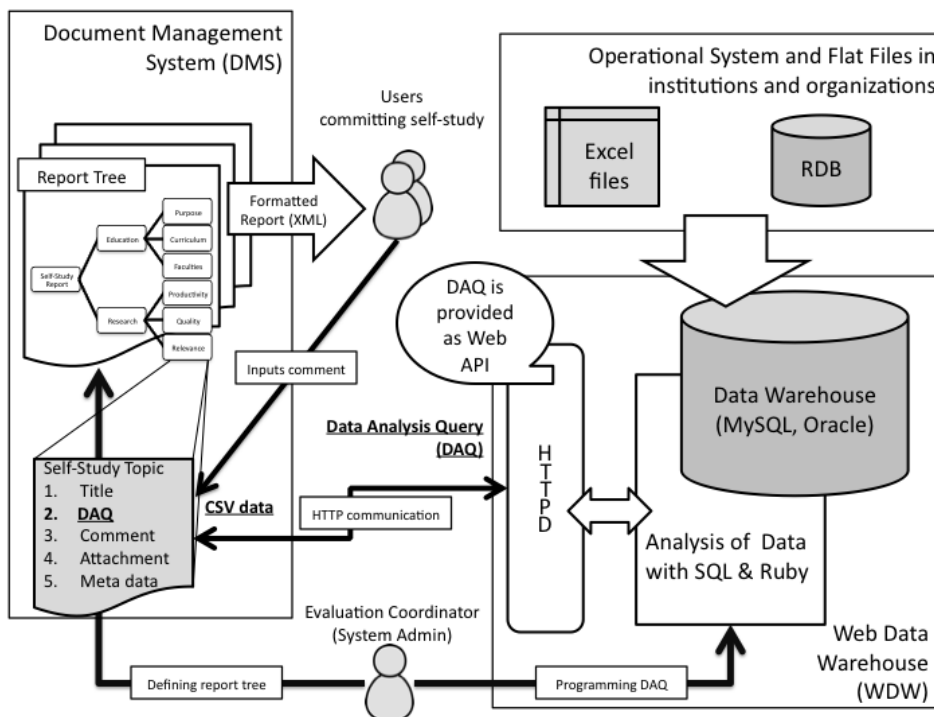 Document Management
System (DMS)
Report Tree
Self-Study
Report
Education
Research
Purpose
Curriculum
Faculties
Productivity
Quality
Relevance
Formatted
Report (XML)
Users
committing self-study
Operational System and Flat Files in
institutions and organizations
Excel
files
RDB
DAQ is
provided
as Web
API
Inputs comment
Data Warehouse
(MySQL, Oracle)
Data Analysis Query
(DAQ)
HTTPD
Self-Study Topic
1. Title
2. DAQ
3. Comment
4. Attachment
5. Meta data
CSV data
HTTP communication
Analysis of Data
with SQL & Ruby
Evaluation Coordinator
(System Admin)
Defining report tree
Programming DAQ
Web Data
Warehouse
(WDW)